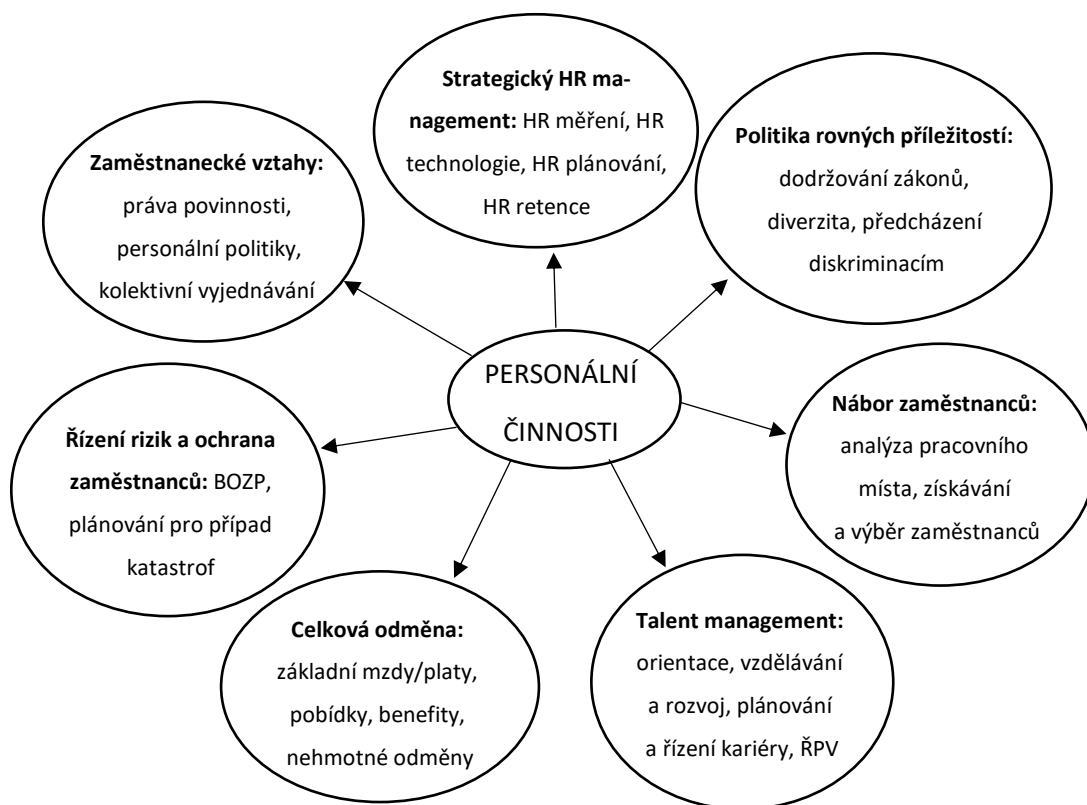 Strategický HR ma-
nagement: HR měření, HR
technologie, HR plánování,
HR retence
Politika rovných příležitostí:
dodržování zákonů,
diverzita, předcházení
diskriminacím
Zaměstnanecké vztahy:
práva povinnosti,
personální politiky,
kolektivní vyjednávání
PERSONÁLNÍ
ČINNOSTI
Nábor zaměstnanců:
analýza pracovního
místa, získávání
a výběr zaměstnanců
Řízení rizik a ochrana
zaměstnanců: BOZP,
plánování pro případ
katastrof
Celková odměna:
základní mzdy/platy,
pobídky, benefity,
nehmotné odměny
Talent management:
orientace, vzdělávání
a rozvoj, plánování
a řízení kariéry, ŘPV